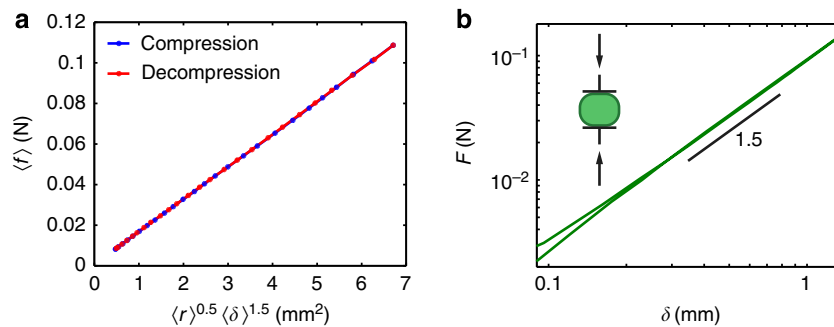 a
0.12
0.1
0.08
0.06
0.04
0.02
0
⟨f⟩ (N)
Compression
Decompression
0 1 2 3 4 5 6 7
⟨r⟩^0.5 ⟨δ⟩^1.5 (mm²)
b
10⁻¹
10⁻²
F (N)
1.5
0.1 1
δ (mm)